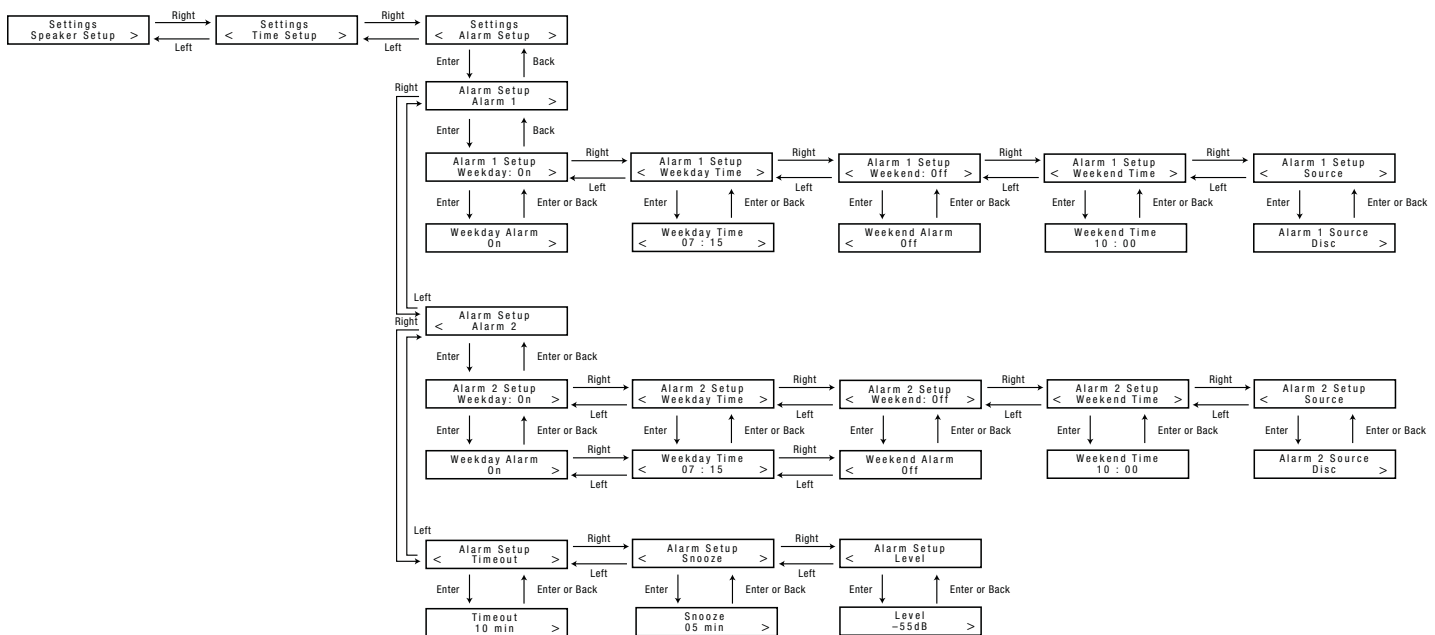 Right Right
Settings Settings Settings
Speaker Setup > < Time Setup > < Alarm Setup >
Left Left
Enter Back
Right Alarm Setup
Alarm 1 >
Enter Back
Right Right Right Right
Alarm 1 Setup Alarm 1 Setup Alarm 1 Setup Alarm 1 Setup Alarm 1 Setup
Weekday: On > < Weekday Time > < Weekend: Off > < Weekend Time > < Source >
Left Left Left Left
Enter Enter or Back Enter Enter or Back Enter Enter or Back Enter Enter or Back Enter Enter or Back
Weekday Alarm Weekday Time Weekend Alarm Weekend Time Alarm 1 Source
On > < 07 : 15 > < Off 10 : 00 Disc >
Left
Right Alarm Setup
< Alarm 2
Enter Enter or Back
Right Right Right Right
Alarm 2 Setup Alarm 2 Setup Alarm 2 Setup Alarm 2 Setup Alarm 2 Setup
Weekday: On > < Weekday Time > < Weekend: Off > < Weekend Time > < Source
Left Left Left Left
Enter Enter or Back Enter Enter or Back Enter Enter or Back Enter Enter or Back Enter Enter or Back
Right Right
Weekday Alarm Weekday Time Weekend Alarm Weekend Time Alarm 2 Source
On > < 07 : 15 > < Off 10 : 00 Disc >
Left Left
Left
Right Right
Alarm Setup Alarm Setup Alarm Setup
< Timeout > < Snooze > < Level
Left Left
Enter Enter or Back Enter Enter or Back Enter Enter or Back
Timeout Snooze Level
10 min > 05 min > –55dB >